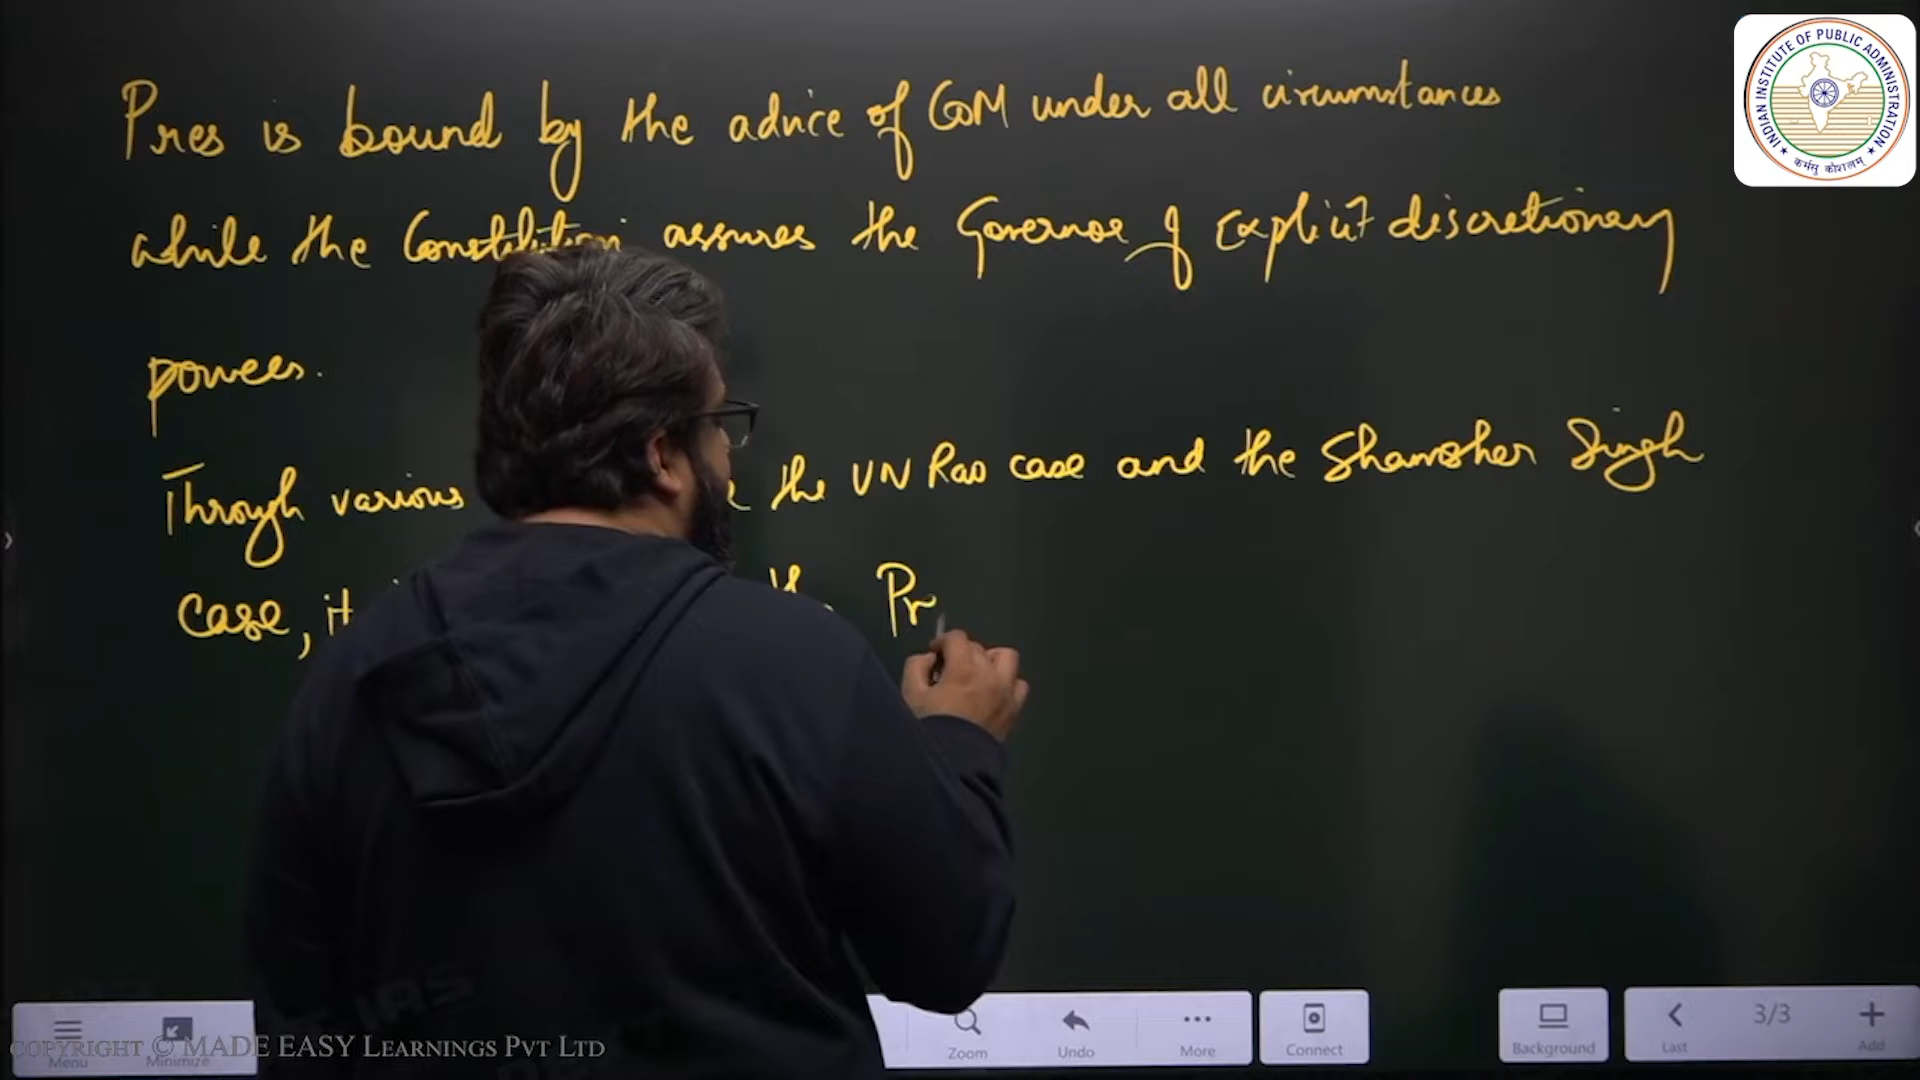 Pres is bound by the advice of CoM under all circumstances
while the Constitution assures the Governor of Explicit discretionary
powers.
Through various the UN Rao case and the Shamsher Singh
case, it Pr
INDIAN INSTITUTE OF PUBLIC ADMINISTRATION
कर्मसु कौशलम्
Menu Minimize Zoom Undo More Connect Background Last 3/3 Add
COPYRIGHT © MADE EASY LEARNINGS PVT LTD